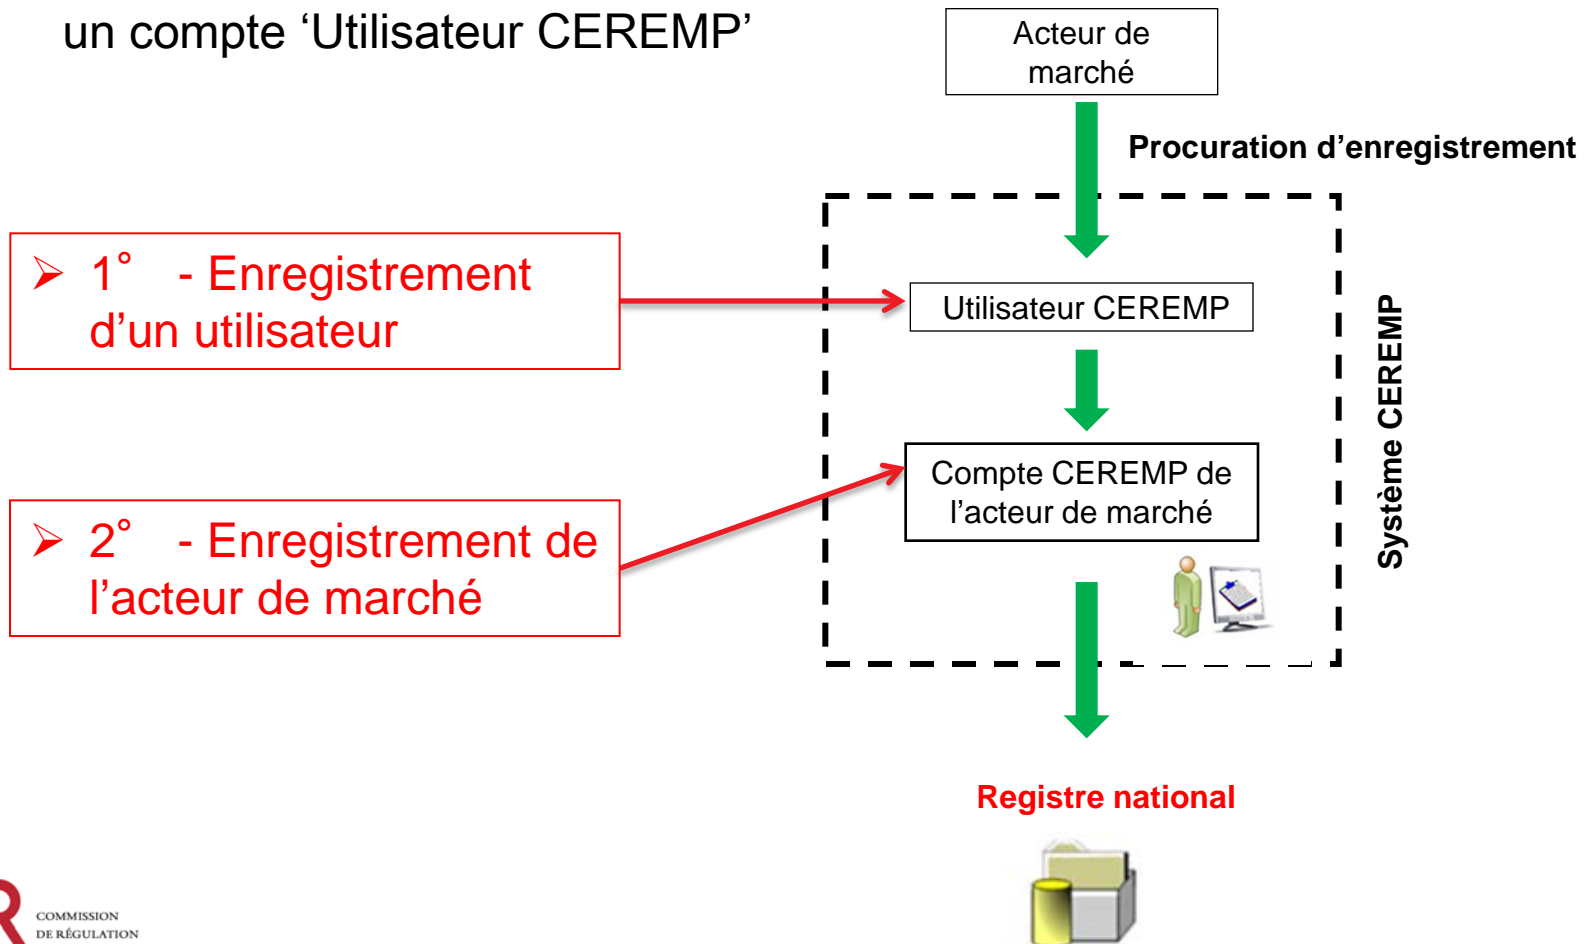 un compte ‘Utilisateur CEREMP’
Acteur de
marché
Procuration d’enregistrement
➢ 1° - Enregistrement
d’un utilisateur
Utilisateur CEREMP
Système CEREMP
Compte CEREMP de
l’acteur de marché
➢ 2° - Enregistrement de
l’acteur de marché
Registre national
R
COMMISSION
DE RÉGULATION